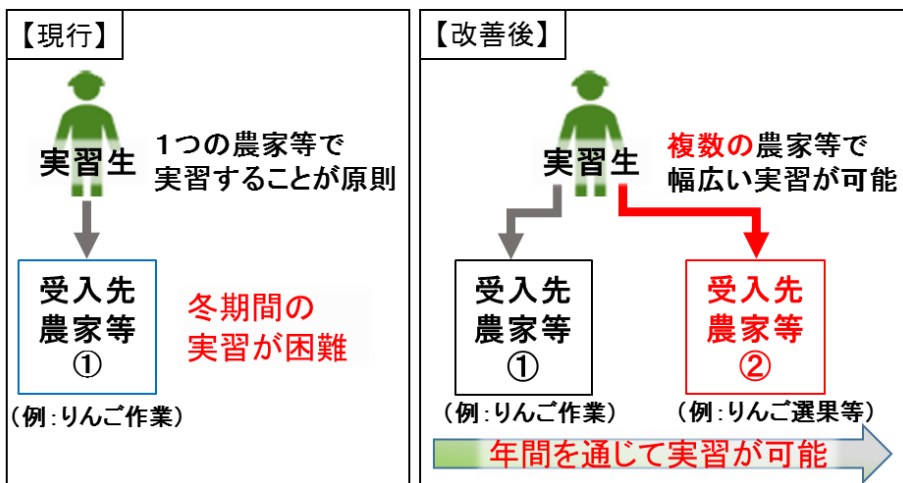 【現行】
実習生
1つの農家等で
実習することが原則
受入先
農家等
①
冬期間の
実習が困難
(例:りんご作業)
【改善後】
実習生
複数の農家等で
幅広い実習が可能
受入先
農家等
①
(例:りんご作業)
受入先
農家等
②
(例:りんご選果等)
年間を通じて実習が可能